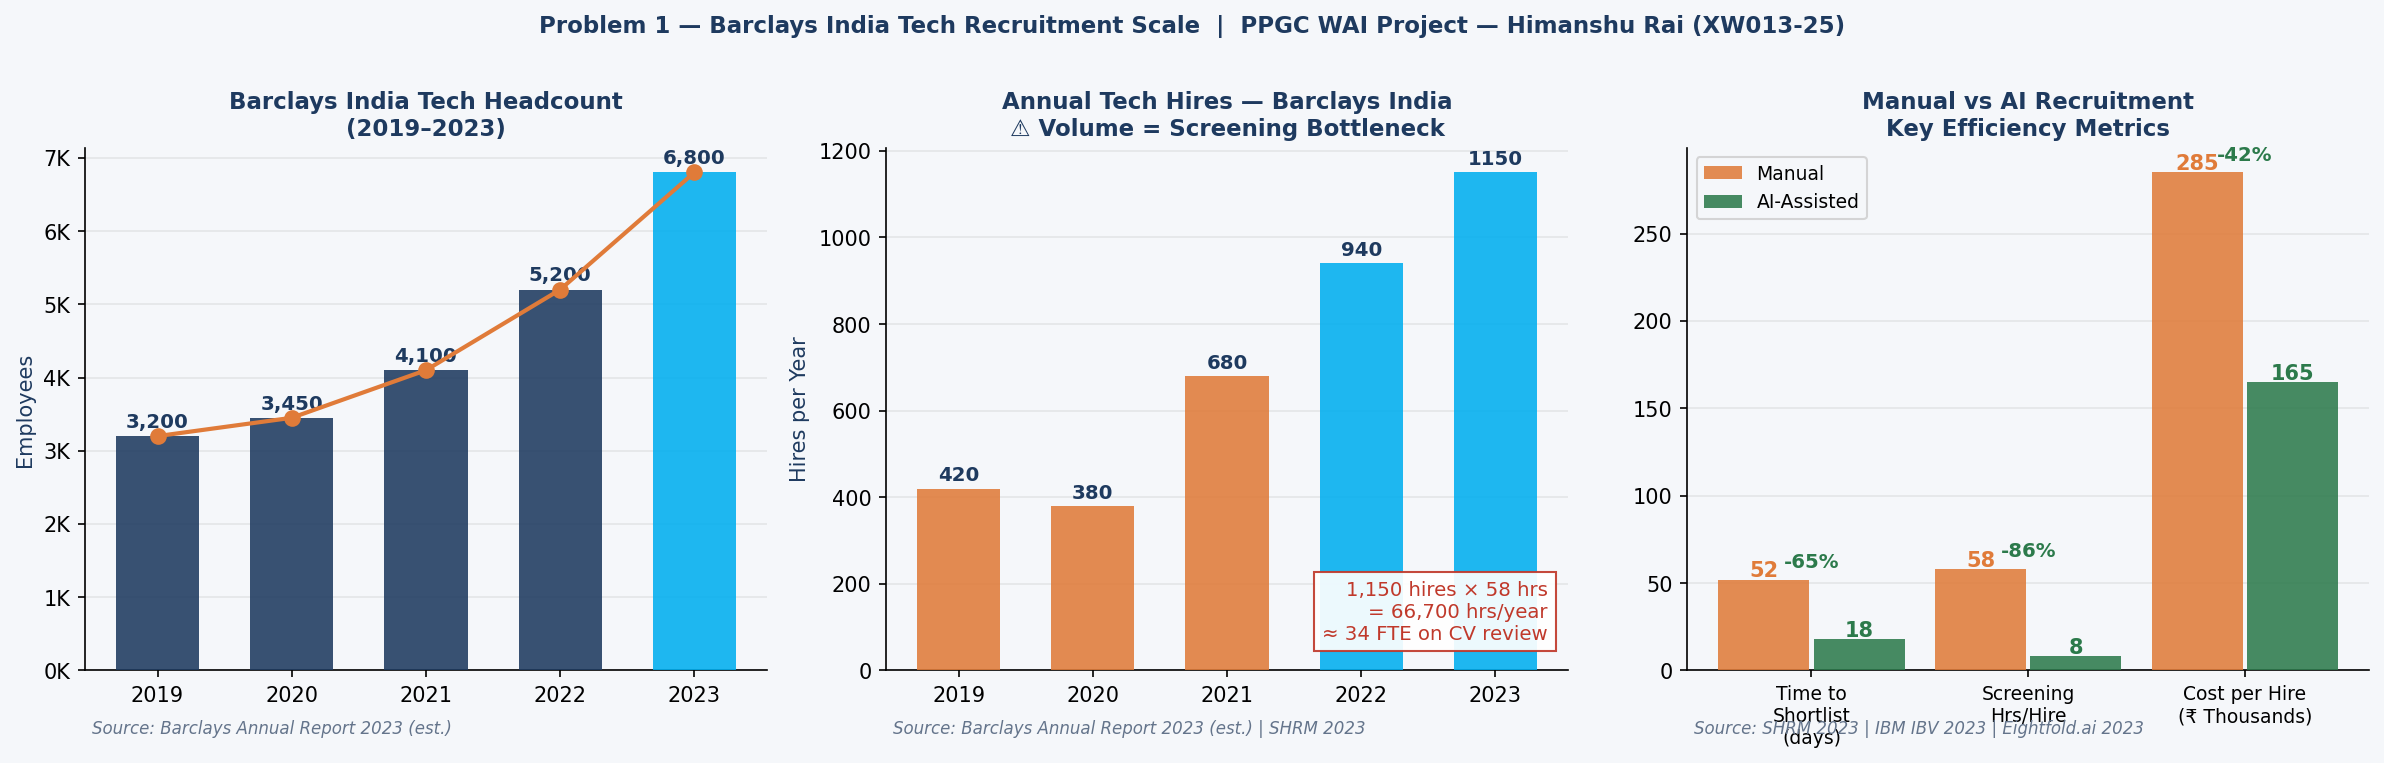 Problem 1 — Barclays India Tech Recruitment Scale | PPGC WAI Project — Himanshu Rai (XW013-25)
Barclays India Tech Headcount
(2019–2023)
Employees
7K
6K
5K
4K
3K
2K
1K
0K
3,200
3,450
4,100
5,200
6,800
2019
2020
2021
2022
2023
Source: Barclays Annual Report 2023 (est.)
Annual Tech Hires — Barclays India
⚠ Volume = Screening Bottleneck
Hires per Year
1200
1000
800
600
400
200
0
420
380
680
940
1150
1,150 hires × 58 hrs
= 66,700 hrs/year
≈ 34 FTE on CV review
2019
2020
2021
2022
2023
Source: Barclays Annual Report 2023 (est.) | SHRM 2023
Manual vs AI Recruitment
Key Efficiency Metrics
Manual
AI-Assisted
250
200
150
100
50
0
52
-65%
18
58
-86%
8
285
-42%
165
Time to
Shortlist
(days)
Screening
Hrs/Hire
Cost per Hire
(₹ Thousands)
Source: SHRM 2023 | IBM IBV 2023 | Eightfold.ai 2023